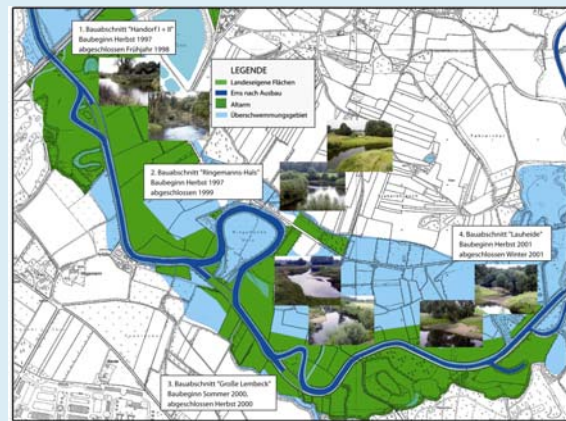 1. Bauabschnitt "Handorf I + II"
Baubeginn Herbst 1997
abgeschlossen Frühjahr 1998
LEGENDE
Landeseigene Flächen
Ems nach Ausbau
Altarm
Überschwemmungsgebiet
2. Bauabschnitt "Ringemanns-Hals"
Baubeginn Herbst 1997
abgeschlossen 1999
4. Bauabschnitt "Lauheide"
Baubeginn Herbst 2001
abgeschlossen Winter 2001
3. Bauabschnitt "Große Lembeck"
Baubeginn Sommer 2000,
abgeschlossen Herbst 2000